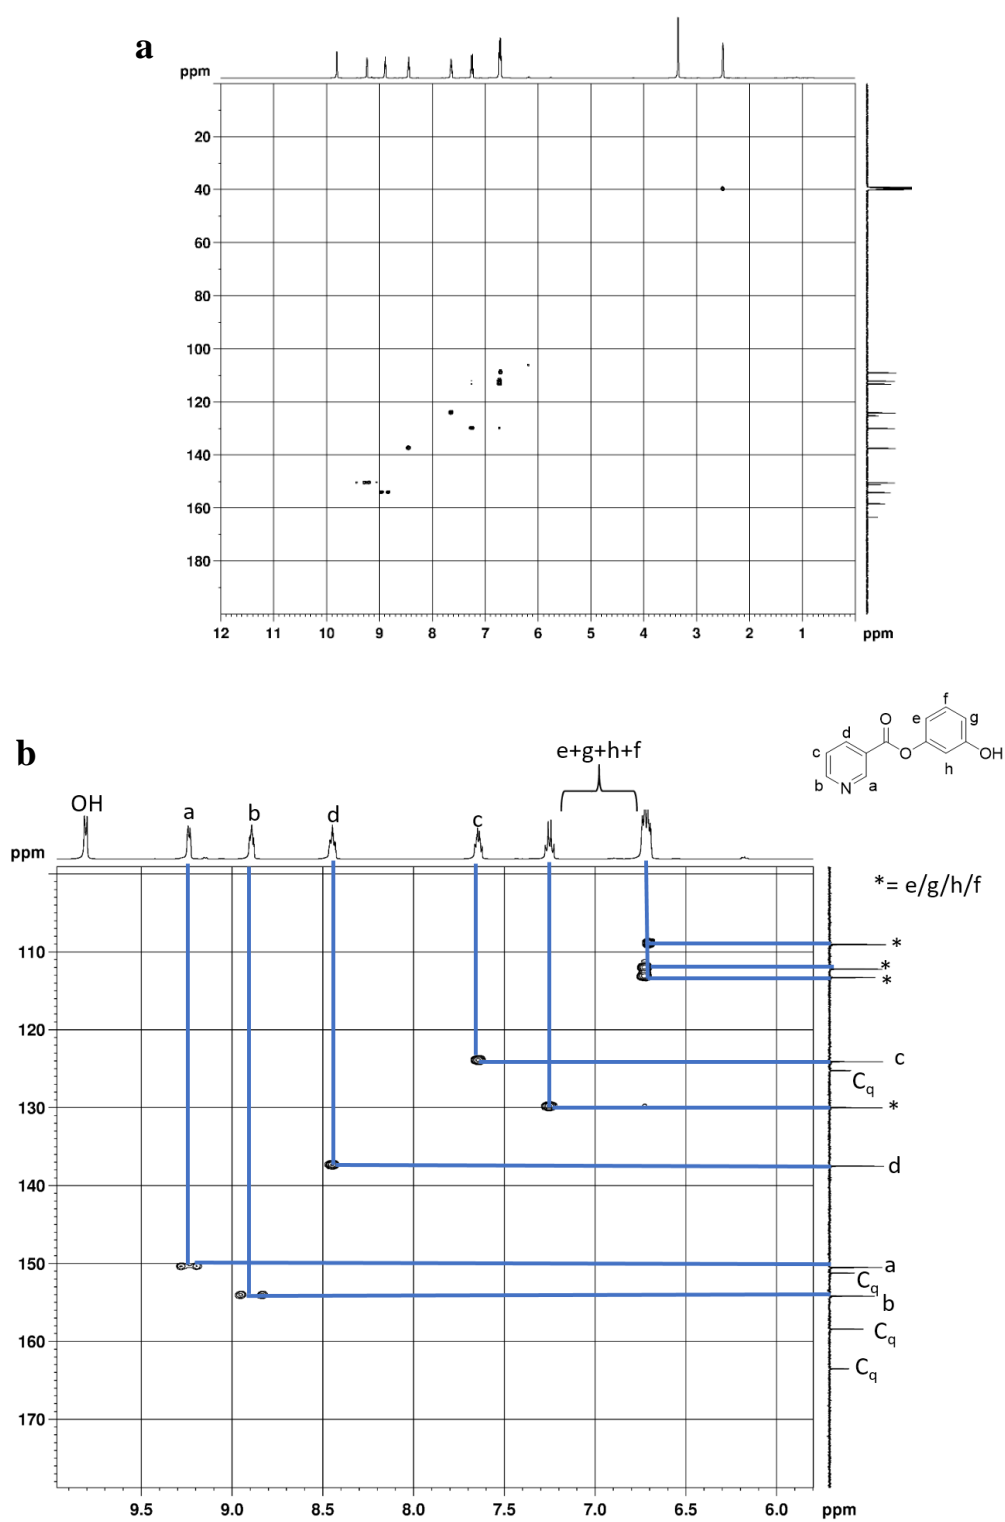 a
ppm
20
40
60
80
100
120
140
160
180
12 11 10 9 8 7 6 5 4 3 2 1 ppm
b
f
e g
O
d
c O OH
h
b N a
e+g+h+f
OH a b d c
ppm
*= e/g/h/f
110 *
*
*
120
c
Cq
130 *
d
140
150 a
Cq
b
160 Cq
Cq
170
9.5 9.0 8.5 8.0 7.5 7.0 6.5 6.0 ppm